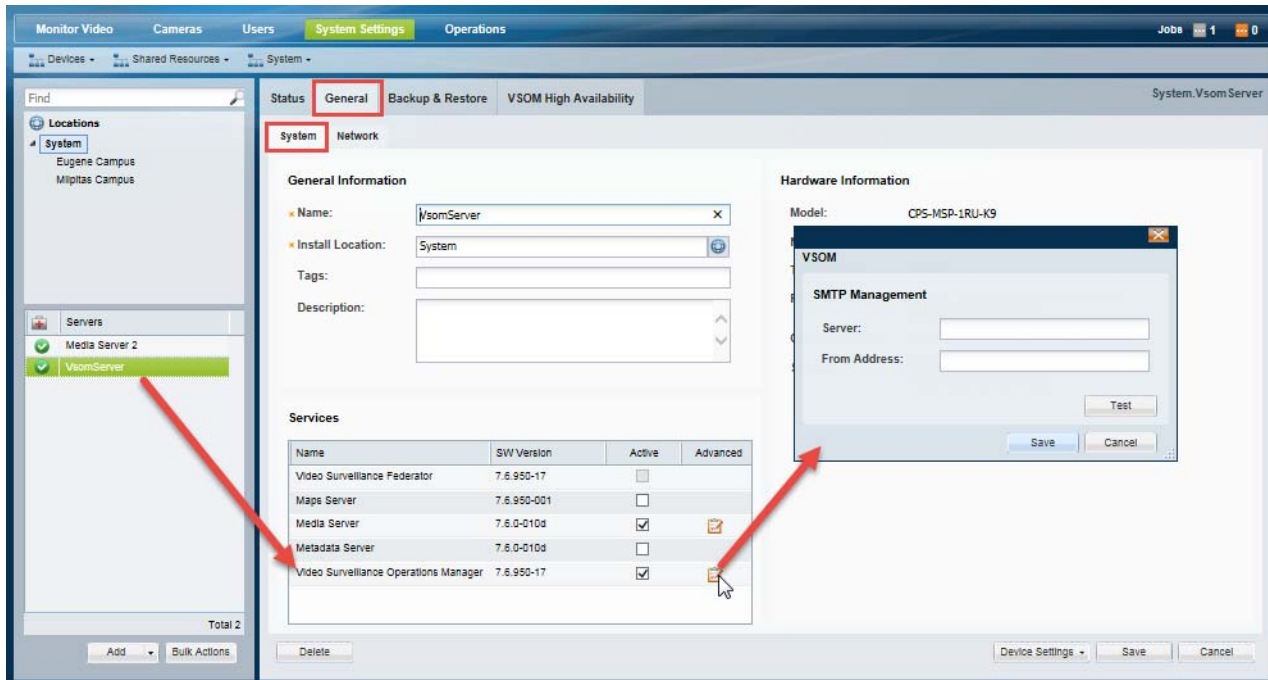 Monitor Video Cameras Users System Settings Operations Jobs 1 0
Devices Shared Resources System
Find
Locations
System
Eugene Campus
Milpitas Campus
Servers
Media Server 2
VsomServer
Total 2
Add Bulk Actions
Status General Backup & Restore VSOM High Availability System.VsomServer
System Network
General Information
Name: VsomServer
Install Location: System
Tags:
Description:
Services
Name SW Version Active Advanced
Video Surveillance Federator 7.6.950-17
Maps Server 7.6.950-001
Media Server 7.6.0-010d
Metadata Server 7.6.0-010d
Video Surveillance Operations Manager 7.6.950-17
Hardware Information
Model: CPS-MSP-1RU-K9
VSOM
SMTP Management
Server:
From Address:
Test
Save Cancel
Delete Device Settings Save Cancel